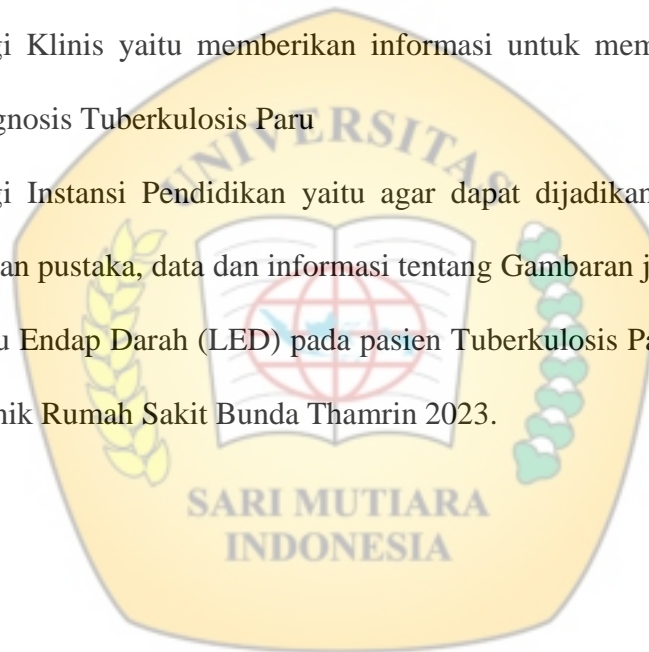 gi Klinis yaitu memberikan informasi untuk mem
gnosis Tuberkulosis Paru
UNIVERSITAS
gi Instansi Pendidikan yaitu agar dapat dijadikan
an pustaka, data dan informasi tentang Gambaran j
u Endap Darah (LED) pada pasien Tuberkulosis Pa
nik Rumah Sakit Bunda Thamrin 2023.
SARI MUTIARA
INDONESIA